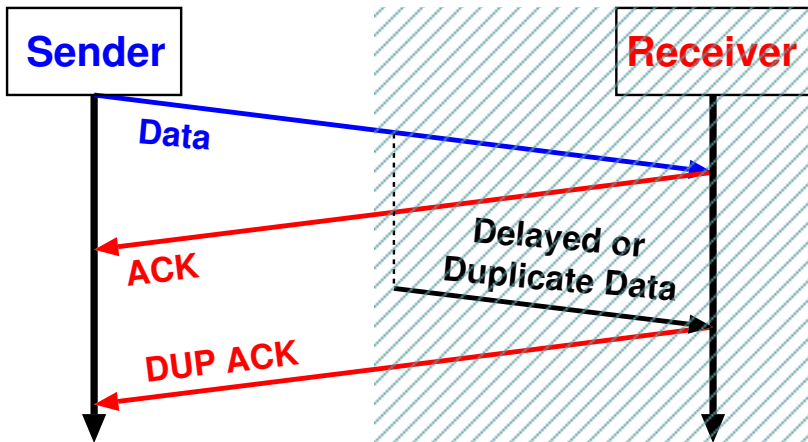 Sender
Receiver
Data
ACK
Delayed or
Duplicate Data
DUP ACK